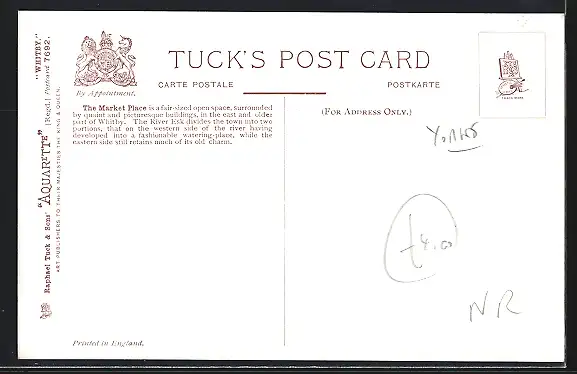 TUCK'S POST CARD
By Appointment.
CARTE POSTALE
POSTKARTE
The Market Place is a fair-sized open space, surrounded
by quaint and picturesque buildings, in the east and older
part of Whitby. The River Esk divides the town into two
portions, that on the western side of the river having
developed into a fashionable watering-place, while the
eastern side still retains much of its old charm.
(FOR ADDRESS ONLY.)
Yorks
£4.00
NR
Printed in England.
Raphael Tuck & Sons' "AQUARETTE" (Regd.) Postcard 7692. "WHITBY."
ART PUBLISHERS TO THEIR MAJESTIES THE KING & QUEEN.
TRADE MARK